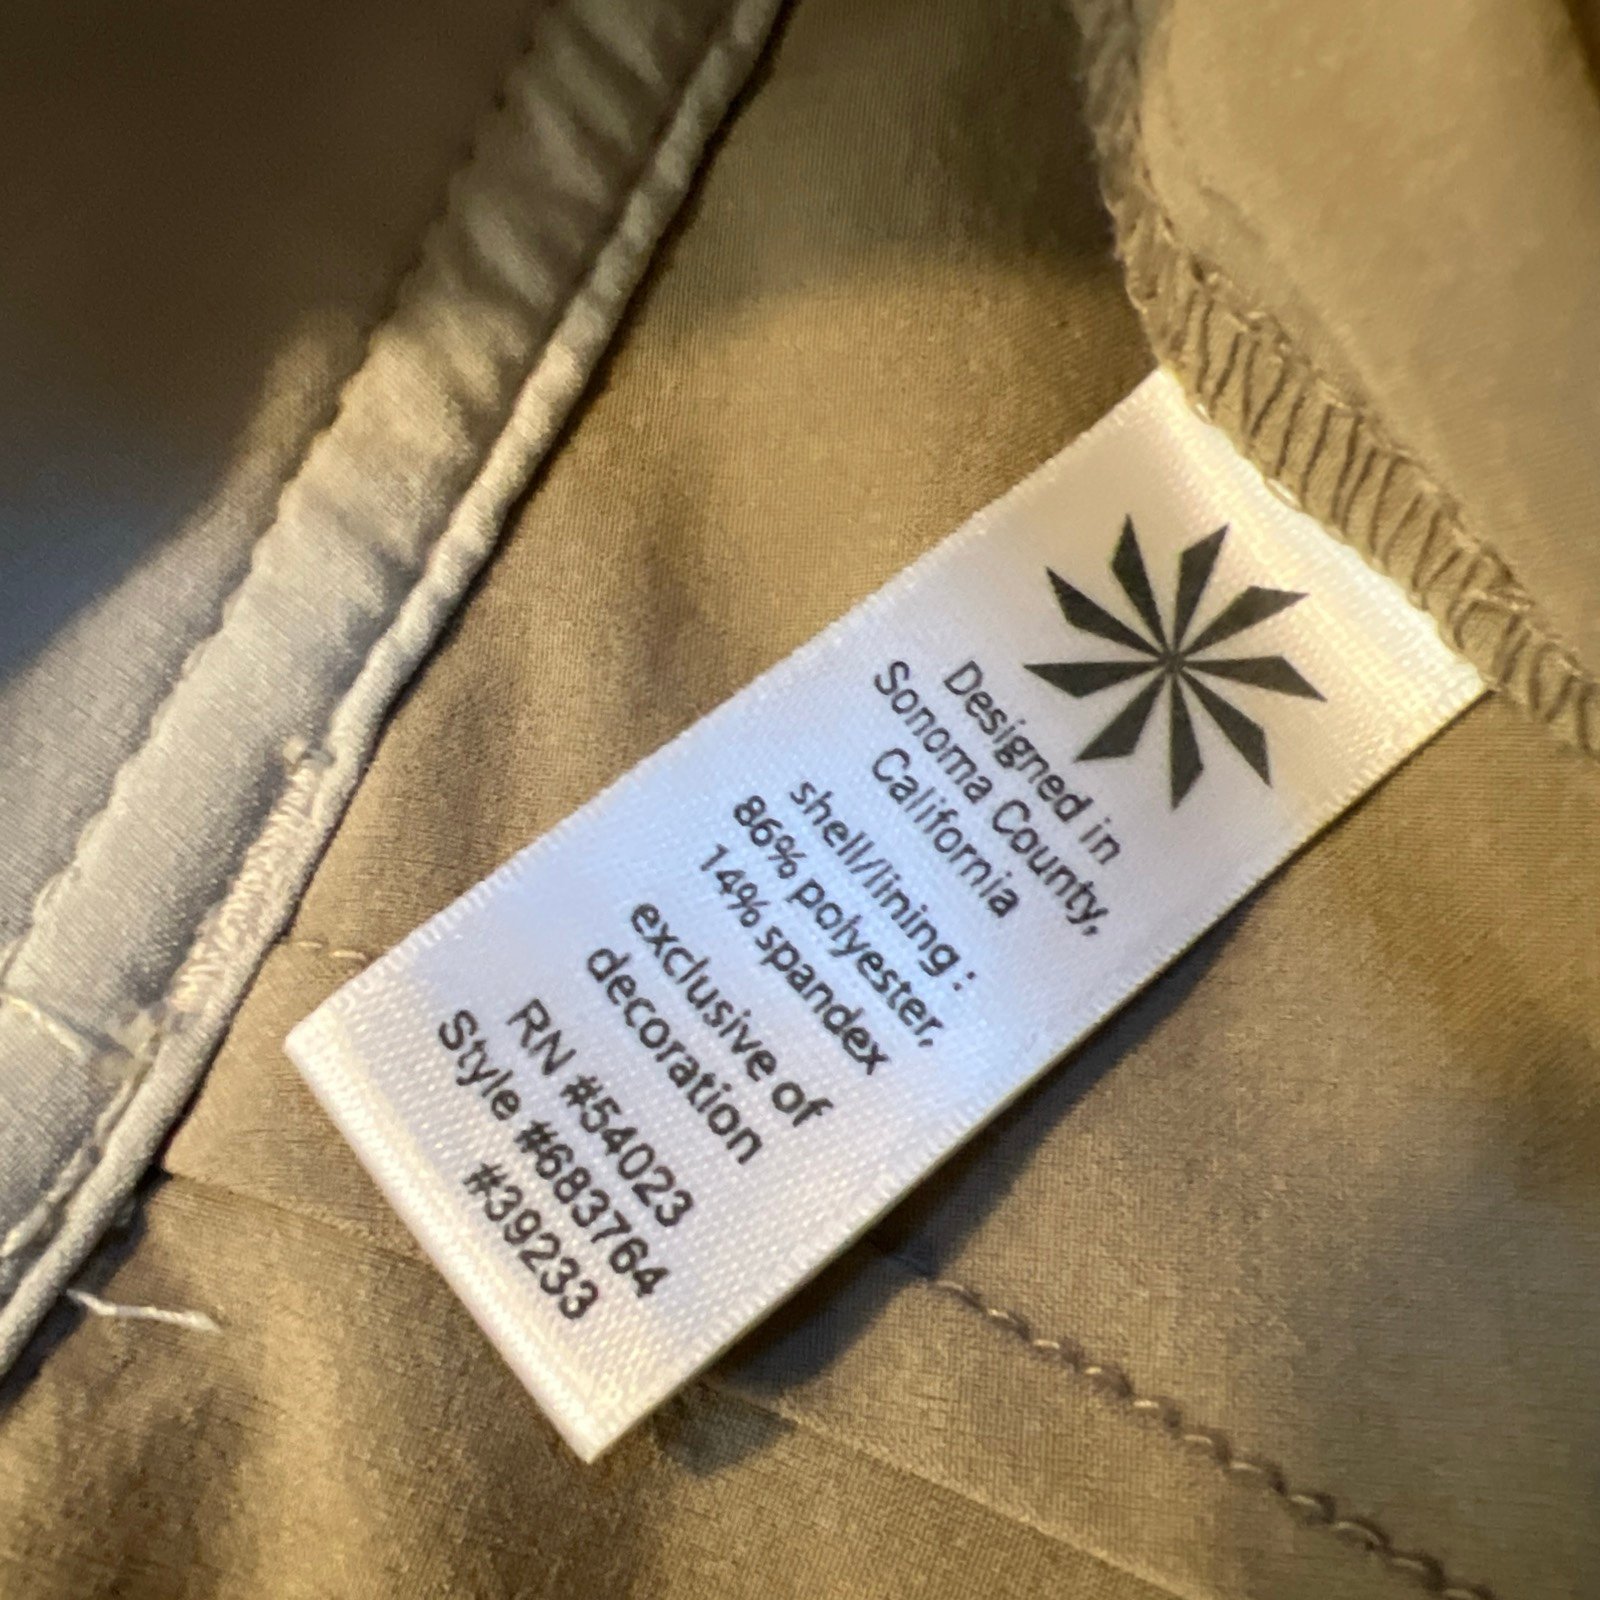 Designed in
Sonoma County,
California
shell/lining :
86% polyester,
14% spandex
exclusive of
decoration
RN #54023
Style #683764
#39233